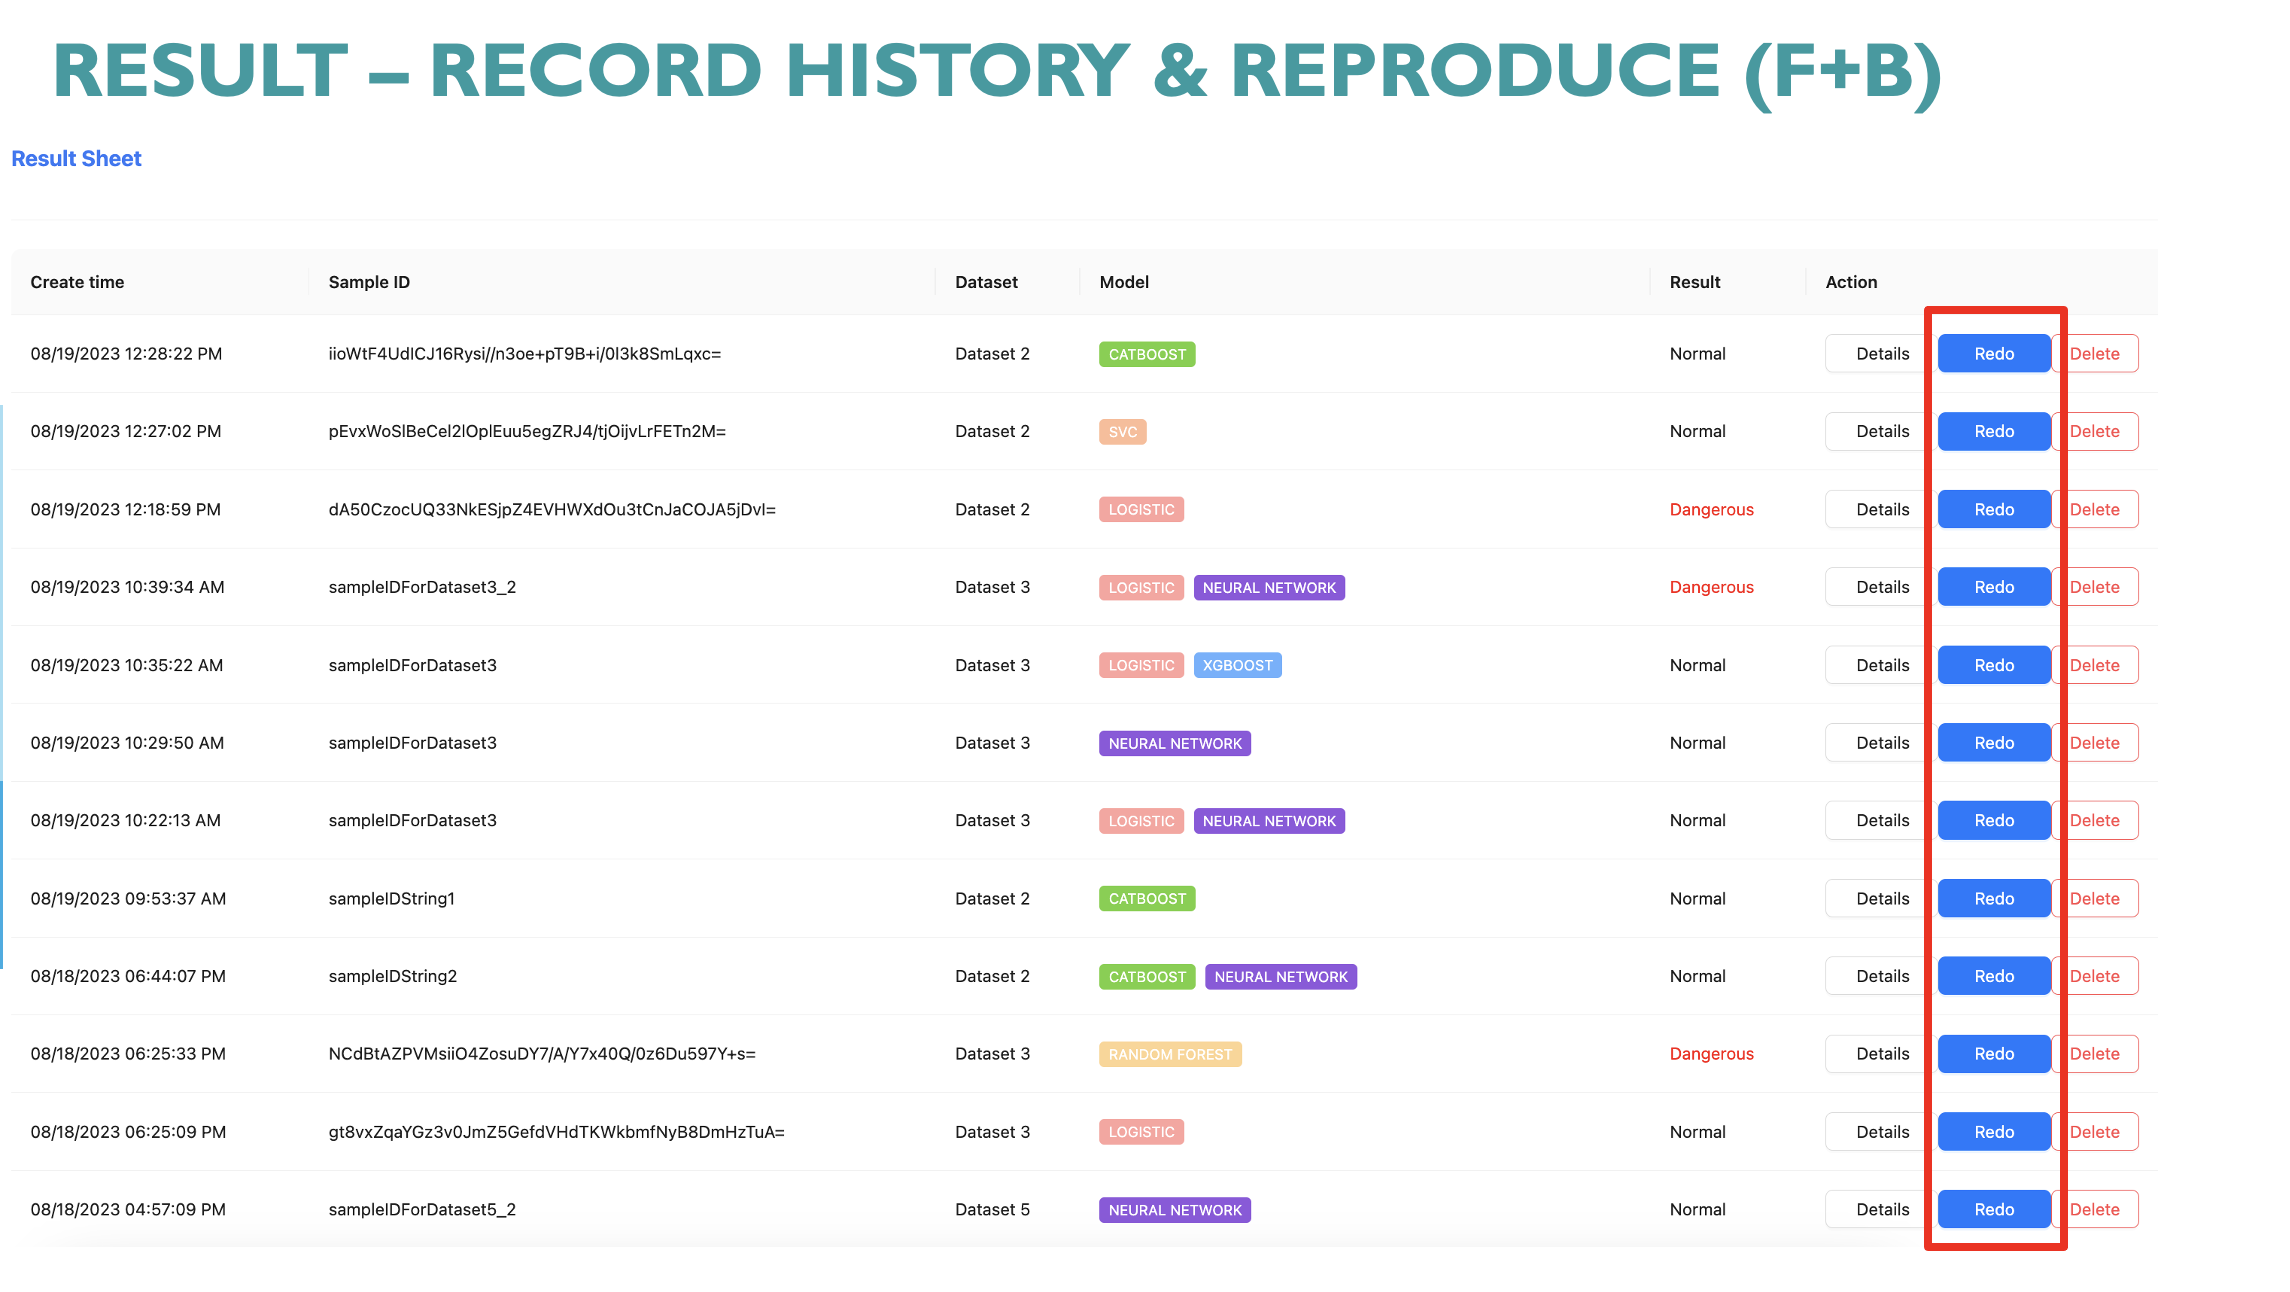 RESULT – RECORD HISTORY & REPRODUCE (F+B)
Result Sheet
Create time Sample ID Dataset Model Result Action
08/19/2023 12:28:22 PM iioWtF4UdICJ16Rysi//n3oe+pT9B+i/0I3k8SmLqxc= Dataset 2 CATBOOST Normal Details Redo Delete
08/19/2023 12:27:02 PM pEvxWoSIBeCel2IOpIEuu5egZRJ4/tjOijvLrFETn2M= Dataset 2 SVC Normal Details Redo Delete
08/19/2023 12:18:59 PM dA50CzocUQ33NkESjpZ4EVHWXdOu3tCnJaCOJA5jDvI= Dataset 2 LOGISTIC Dangerous Details Redo Delete
08/19/2023 10:39:34 AM sampleIDForDataset3_2 Dataset 3 LOGISTIC NEURAL NETWORK Dangerous Details Redo Delete
08/19/2023 10:35:22 AM sampleIDForDataset3 Dataset 3 LOGISTIC XGBOOST Normal Details Redo Delete
08/19/2023 10:29:50 AM sampleIDForDataset3 Dataset 3 NEURAL NETWORK Normal Details Redo Delete
08/19/2023 10:22:13 AM sampleIDForDataset3 Dataset 3 LOGISTIC NEURAL NETWORK Normal Details Redo Delete
08/19/2023 09:53:37 AM sampleIDString1 Dataset 2 CATBOOST Normal Details Redo Delete
08/18/2023 06:44:07 PM sampleIDString2 Dataset 2 CATBOOST NEURAL NETWORK Normal Details Redo Delete
08/18/2023 06:25:33 PM NCdBtAZPVMsiiO4ZosuDY7/A/Y7x40Q/0z6Du597Y+s= Dataset 3 RANDOM FOREST Dangerous Details Redo Delete
08/18/2023 06:25:09 PM gt8vxZqaYGz3v0JmZ5GefdVHdTKWkbmfNyB8DmHzTuA= Dataset 3 LOGISTIC Normal Details Redo Delete
08/18/2023 04:57:09 PM sampleIDForDataset5_2 Dataset 5 NEURAL NETWORK Normal Details Redo Delete